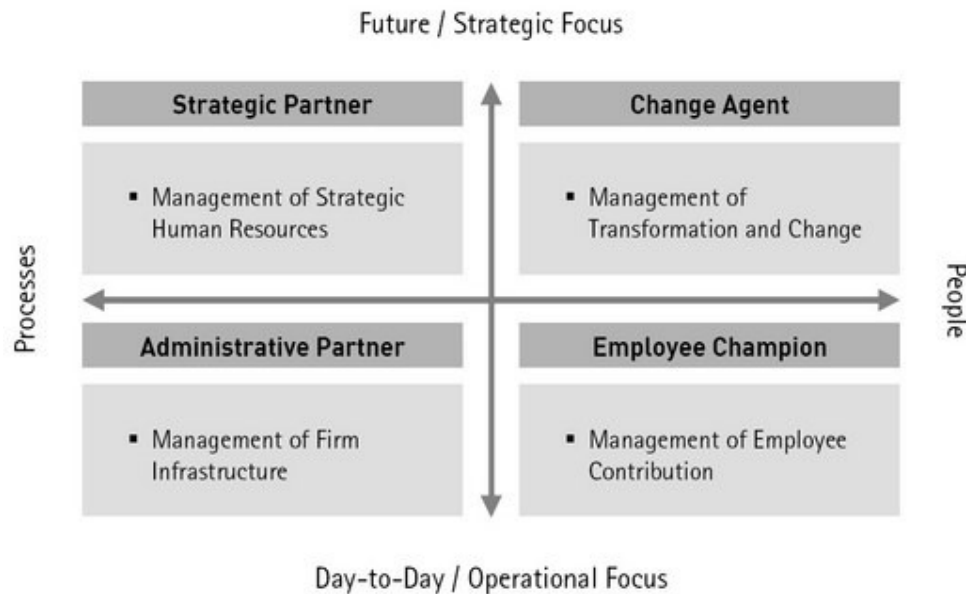 Future / Strategic Focus
Strategic Partner
▪ Management of Strategic
Human Resources
Change Agent
▪ Management of
Transformation and Change
Processes
People
Administrative Partner
▪ Management of Firm
Infrastructure
Employee Champion
▪ Management of Employee
Contribution
Day-to-Day / Operational Focus